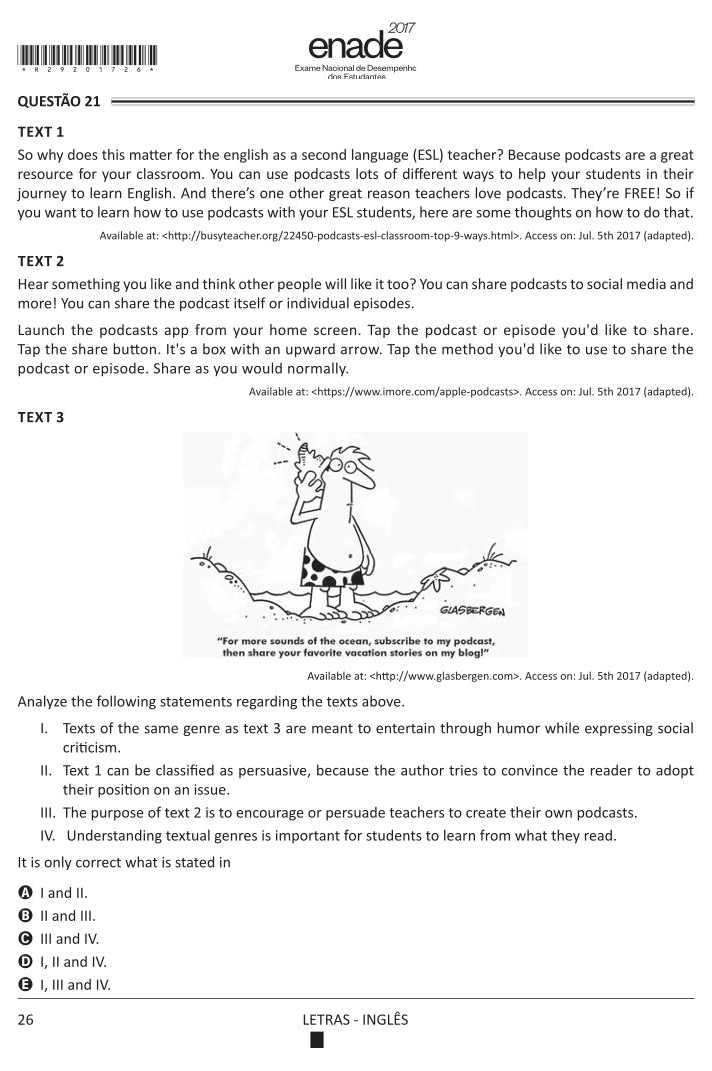 2017
enade
Exame Nacional de Desempenho
dos Estudantes
*R2920172 6*
QUESTÃO 21
TEXT 1
So why does this matter for the english as a second language (ESL) teacher? Because podcasts are a great
resource for your classroom. You can use podcasts lots of different ways to help your students in their
journey to learn English. And there's one other great reason teachers love podcasts. They're FREE! So if
you want to learn how to use podcasts with your ESL students, here are some thoughts on how to do that.
Available at: <http://busyteacher.org/22450-podcasts-esl-classroom-top-9-ways.html>. Access on: Jul. 5th 2017 (adapted).
TEXT 2
Hear something you like and think other people will like it too? You can share podcasts to social media and
more! You can share the podcast itself or individual episodes.
Launch the podcasts app from your home screen. Tap the podcast or episode you'd like to share.
Tap the share button. It's a box with an upward arrow. Tap the method you'd like to use to share the
podcast or episode. Share as you would normally.
Available at: <https://www.imore.com/apple-podcasts>. Access on: Jul. 5th 2017 (adapted).
TEXT 3
GLASBERGEN
"For more sounds of the ocean, subscribe to my podcast,
then share your favorite vacation stories on my blog!"
Available at: <http://www.glasbergen.com>. Access on: Jul. 5th 2017 (adapted).
Analyze the following statements regarding the texts above.
I. Texts of the same genre as text 3 are meant to entertain through humor while expressing social
criticism.
II. Text 1 can be classified as persuasive, because the author tries to convince the reader to adopt
their position on an issue.
III. The purpose of text 2 is to encourage or persuade teachers to create their own podcasts.
IV. Understanding textual genres is important for students to learn from what they read.
It is only correct what is stated in
A I and II.
B II and III.
C III and IV.
D I, II and IV.
E I, III and IV.
26
LETRAS - INGLÊS